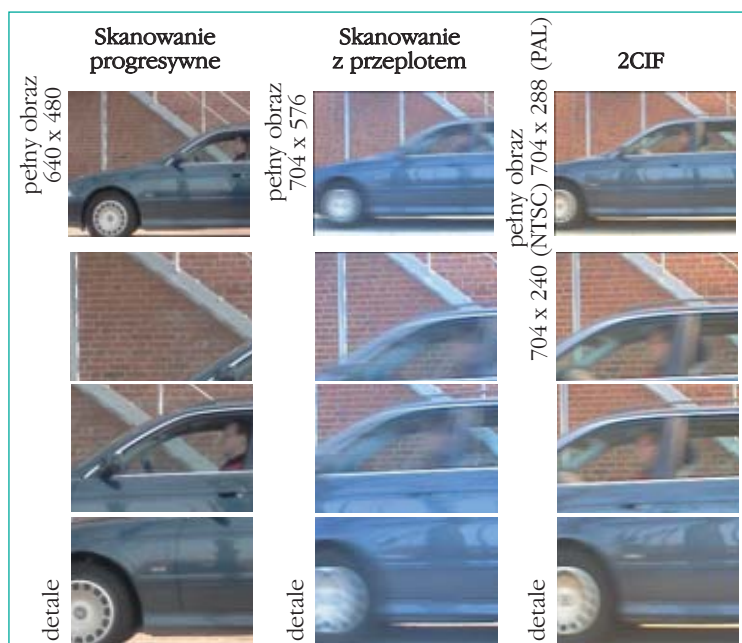 Skanowanie
progresywne
pełny obraz
640 x 480
detale
Skanowanie
z przeplotem
pełny obraz
704 x 576
detale
2CIF
pełny obraz
704 x 240 (NTSC) 704 x 288 (PAL)
detale